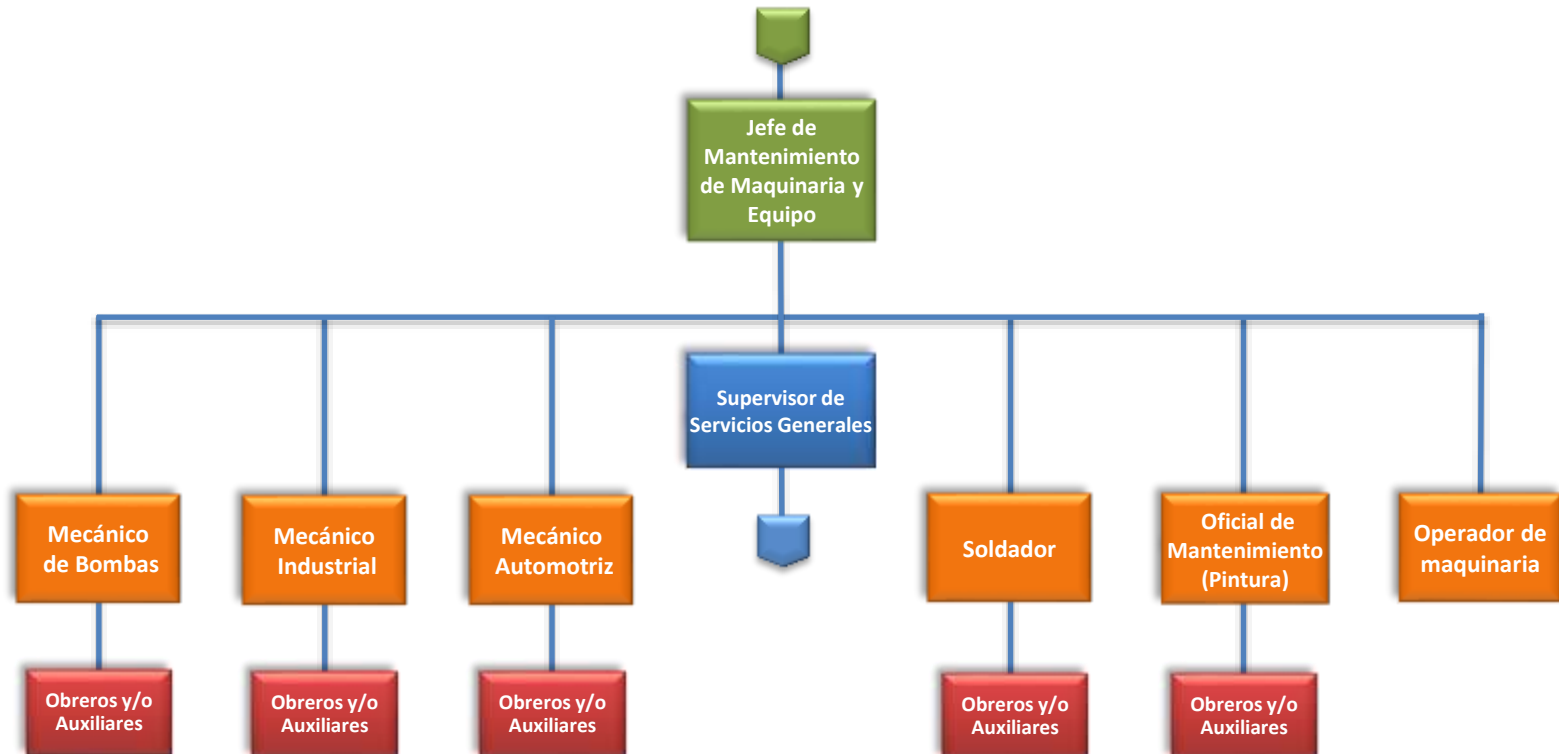 Jefe de
Mantenimiento
de Maquinaria y
Equipo
Supervisor de
Servicios Generales
Mecánico
de Bombas
Mecánico
Industrial
Mecánico
Automotriz
Soldador
Oficial de
Mantenimiento
(Pintura)
Operador de
maquinaria
Obreros y/o
Auxiliares
Obreros y/o
Auxiliares
Obreros y/o
Auxiliares
Obreros y/o
Auxiliares
Obreros y/o
Auxiliares